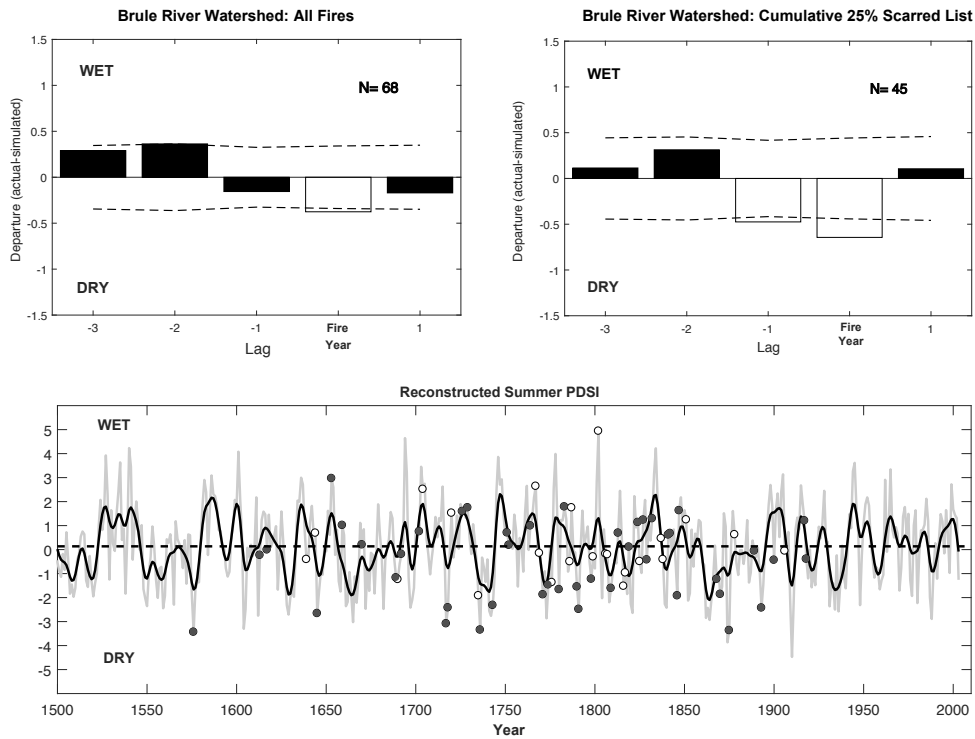 Brule River Watershed: All Fires
1.5
1
0.5
0
-0.5
-1
-1.5
Departure (actual-simulated)
WET
N= 68
DRY
-3
-2
-1
Fire
Year
1
Lag
Brule River Watershed: Cumulative 25% Scarred List
1.5
1
0.5
0
-0.5
-1
-1.5
Departure (actual-simulated)
WET
N= 45
DRY
-3
-2
-1
Fire
Year
1
Lag
Reconstructed Summer PDSI
WET
5
4
3
2
1
0
-1
-2
-3
-4
-5
DRY
1500 1550 1600 1650 1700 1750 1800 1850 1900 1950 2000
Year